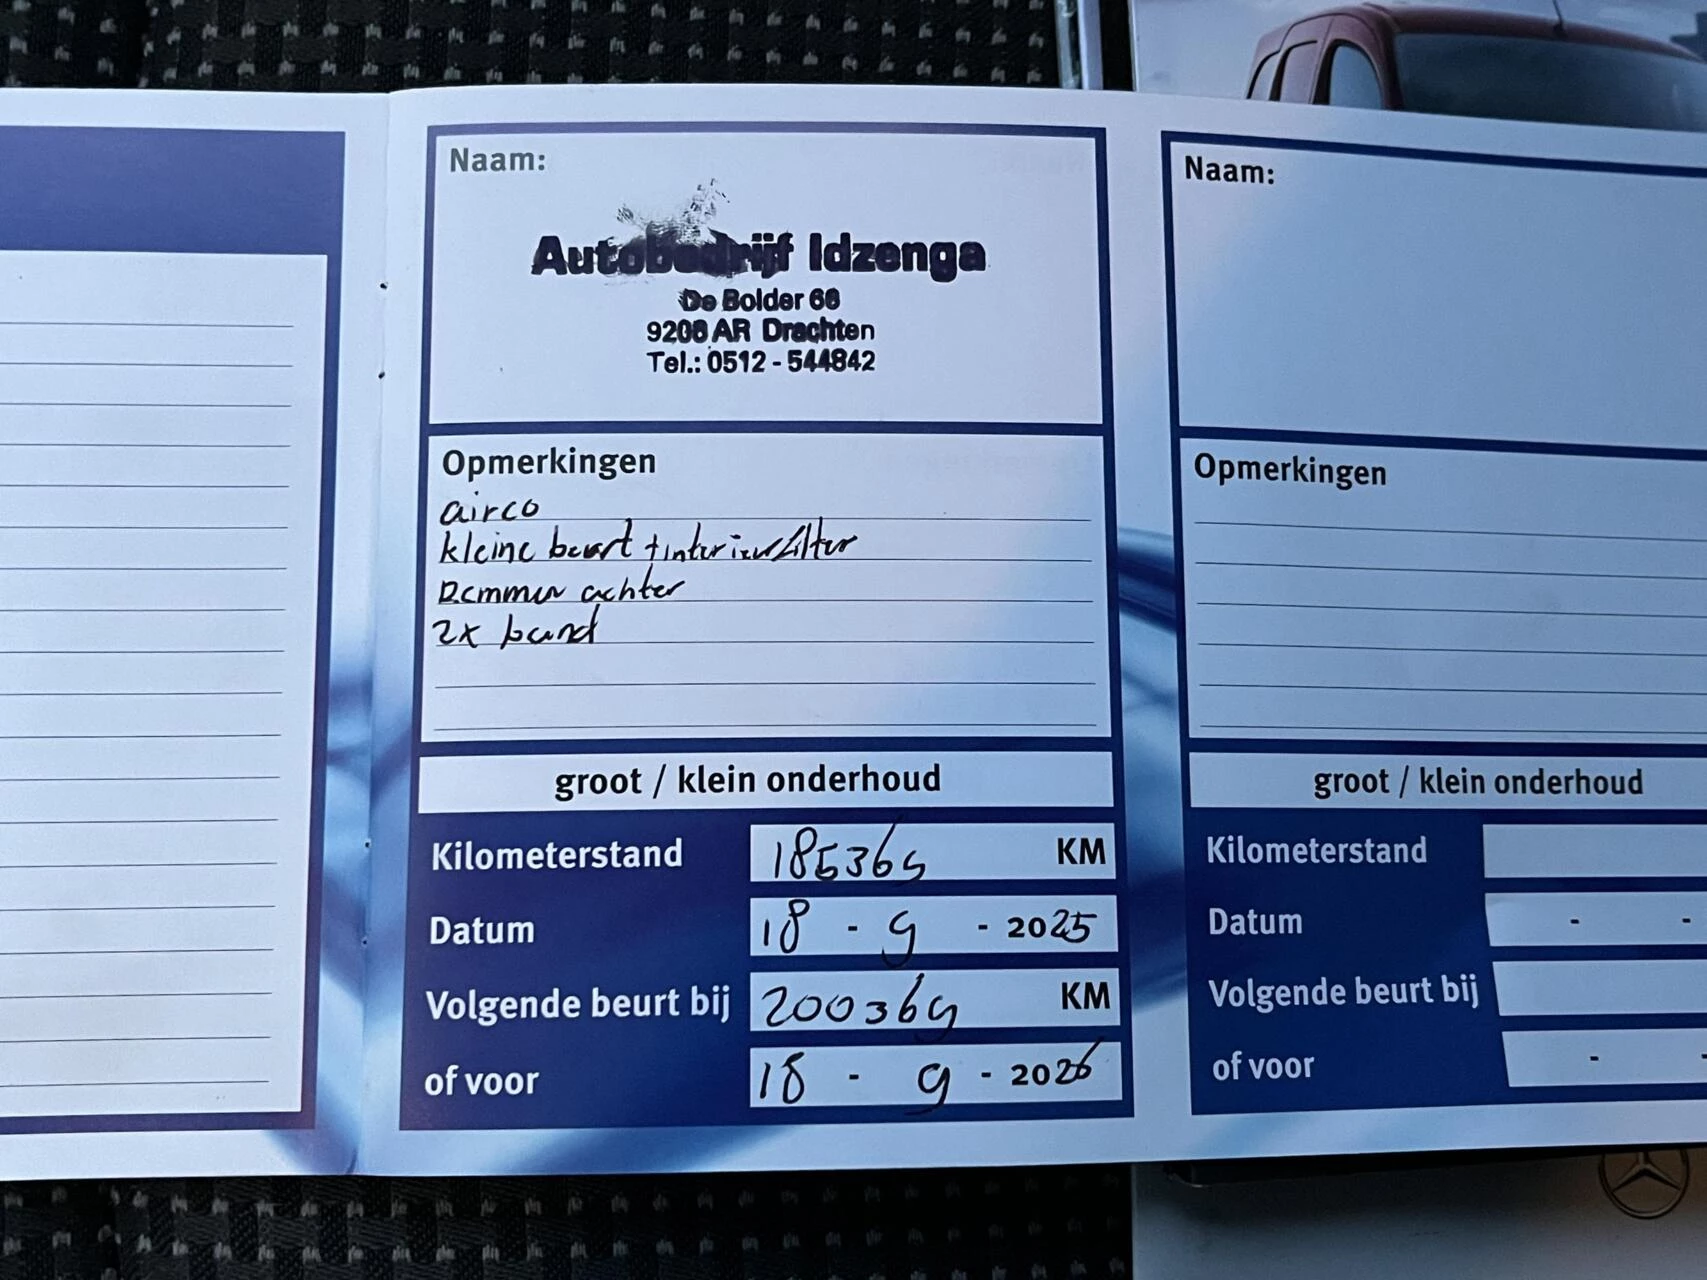 Naam:
Autobedrijf Idzenga
De Bolder 66
9206 AR Drachten
Tel.: 0512 - 544842
Opmerkingen
airco
kleine beurt + interieurfilter
Remmen achter
2x band
groot / klein onderhoud
Kilometerstand 185369 KM
Datum 18 - 9 - 2025
Volgende beurt bij 200369 KM
of voor 18 - 9 - 2026
Naam:
Opmerkingen
groot / klein onderhoud
Kilometerstand
Datum - -
Volgende beurt bij
of voor - -